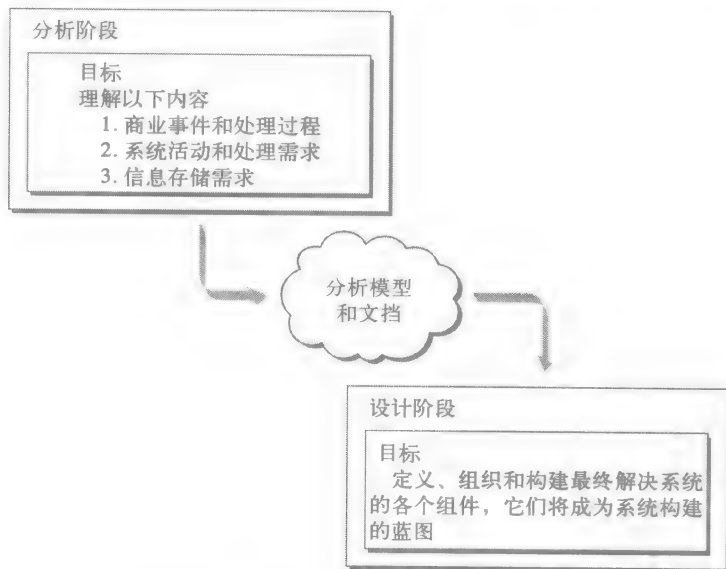 分析阶段
目标
理解以下内容
1. 商业事件和处理过程
2. 系统活动和处理需求
3. 信息存储需求
分析模型
和文挡
设计阶段
目标
定义、组织和构建最终解决系统
的各个组件，它们将成为系统构建
的蓝图